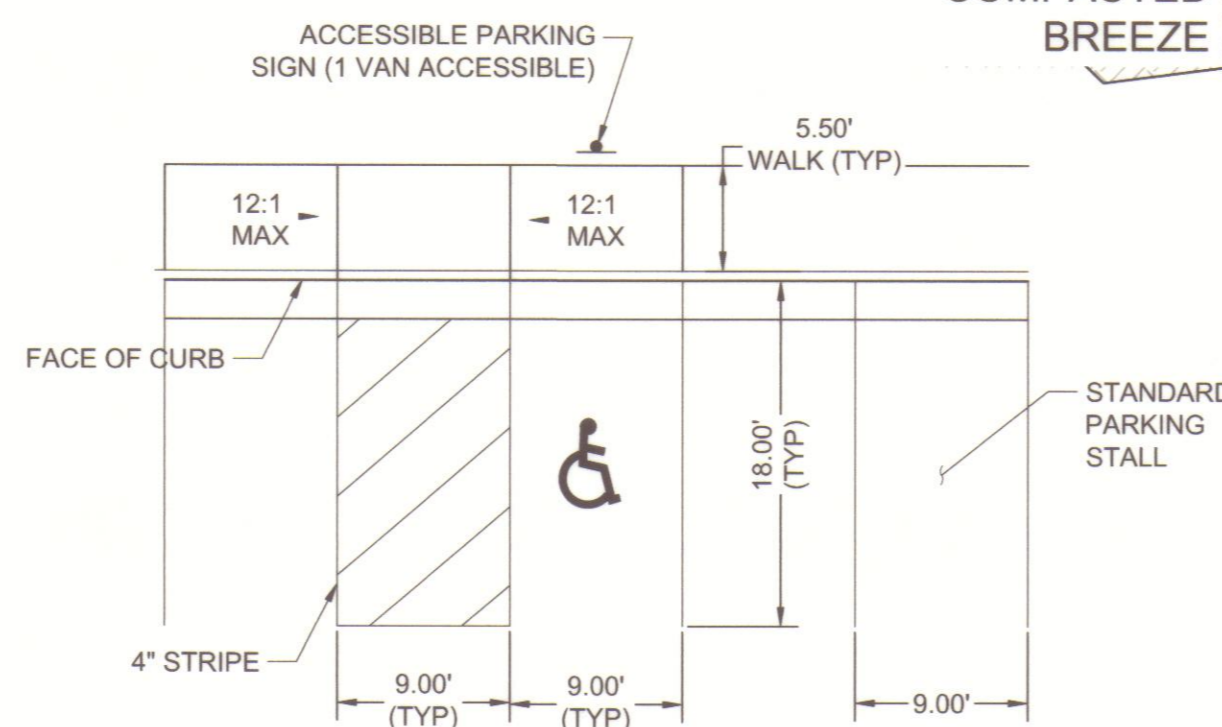 BREEZE
ACCESSIBLE PARKING
SIGN (1 VAN ACCESSIBLE)
5.50'
WALK (TYP)
12:1
MAX
12:1
MAX
FACE OF CURB
18.00'
(TYP)
STANDARD
PARKING
STALL
4" STRIPE
9.00'
(TYP)
9.00'
(TYP)
9.00'